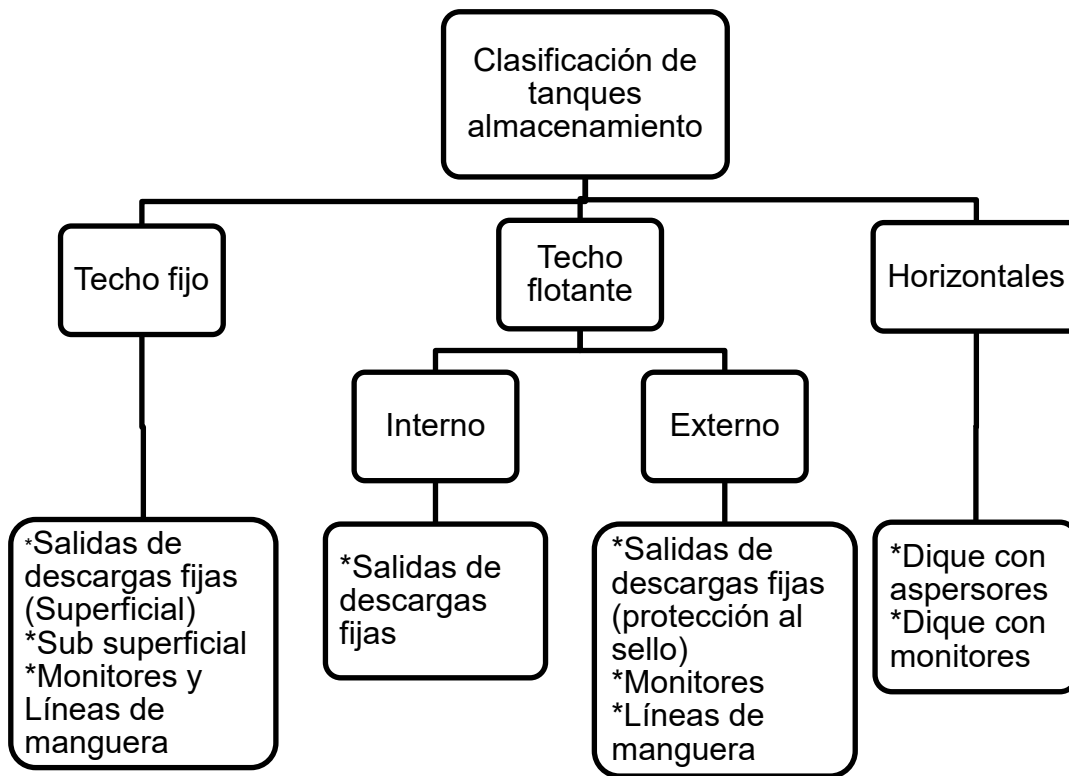 Clasificación de
tanques
almacenamiento
Techo fijo
Techo
flotante
Horizontales
Interno
Externo
*Salidas de
descargas fijas
(Superficial)
*Sub superficial
*Monitores y
Líneas de
manguera
*Salidas de
descargas
fijas
*Salidas de
descargas fijas
(protección al
sello)
*Monitores
*Líneas de
manguera
*Dique con
aspersores
*Dique con
monitores